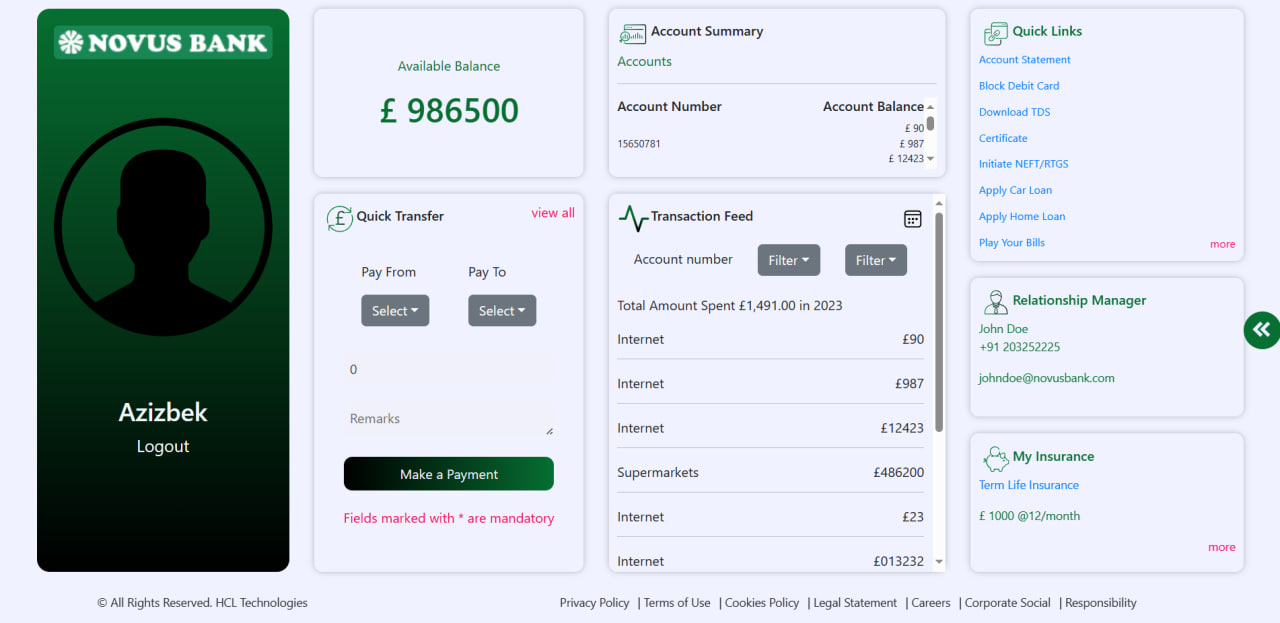 NOVUS BANK
Azizbek
Logout
Available Balance
£ 986500
Account Summary
Accounts
Account Number Account Balance
£ 90
15650781 £ 987
£ 12423
Quick Links
Account Statement
Block Debit Card
Download TDS
Certificate
Initiate NEFT/RTGS
Apply Car Loan
Apply Home Loan
Play Your Bills
more
Quick Transfer view all
Pay From Pay To
Select Select
0
Remarks
Make a Payment
Fields marked with * are mandatory
Transaction Feed
Account number Filter Filter
Total Amount Spent £1,491.00 in 2023
Internet £90
Internet £987
Internet £12423
Supermarkets £486200
Internet £23
Internet £013232
Relationship Manager
John Doe
+91 203252225
johndoe@novusbank.com
My Insurance
Term Life Insurance
£ 1000 @12/month
more
© All Rights Reserved. HCL Technologies
Privacy Policy | Terms of Use | Cookies Policy | Legal Statement | Careers | Corporate Social | Responsibility